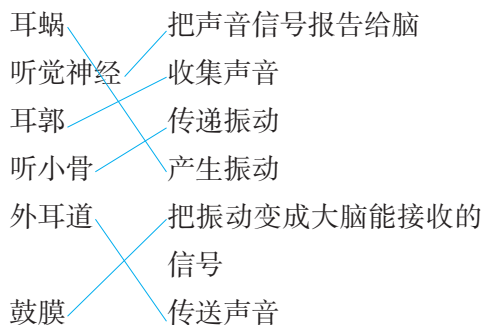 耳蜗 把声音信号报告给脑
听觉神经 收集声音
耳郭 传递振动
听小骨 产生振动
外耳道 把振动变成大脑能接收的
信号
鼓膜 传送声音